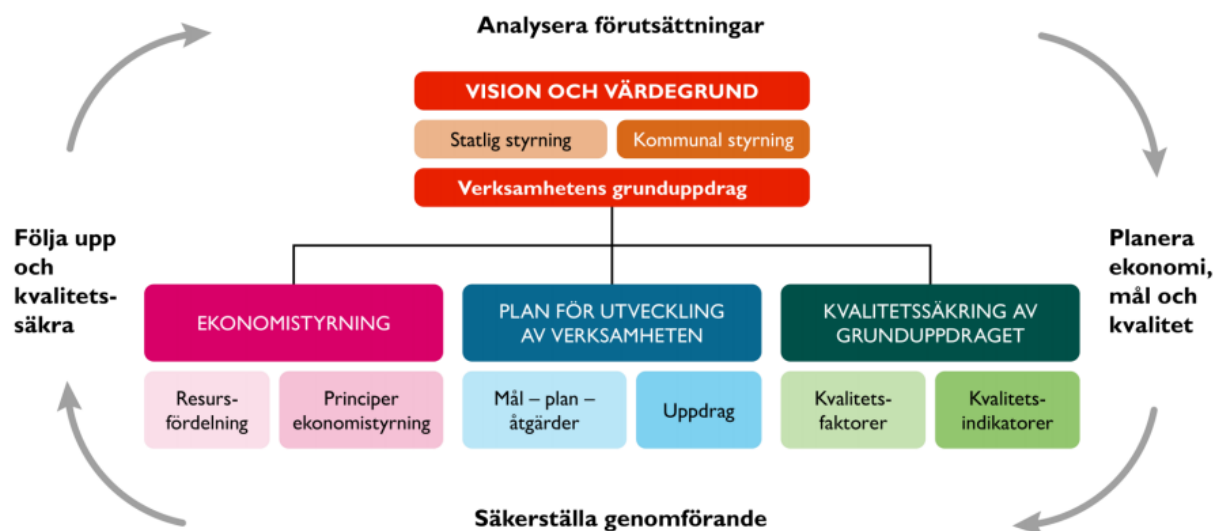 Analysera förutsättningar
VISION OCH VÄRDEGRUND
Statlig styrning
Kommunal styrning
Verksamhetens grunduppdrag
Följa upp
och
kvalitets-
säkra
Planera
ekonomi,
mål och
kvalitet
EKONOMISTYRNING
PLAN FÖR UTVECKLING
AV VERKSAMHETEN
KVALITETSSÄKRING AV
GRUNDUPPDRAGET
Resurs-
fördelning
Principer
ekonomistyrning
Mål – plan –
åtgärder
Uppdrag
Kvalitets-
faktorer
Kvalitets-
indikatorer
Säkerställa genomförande